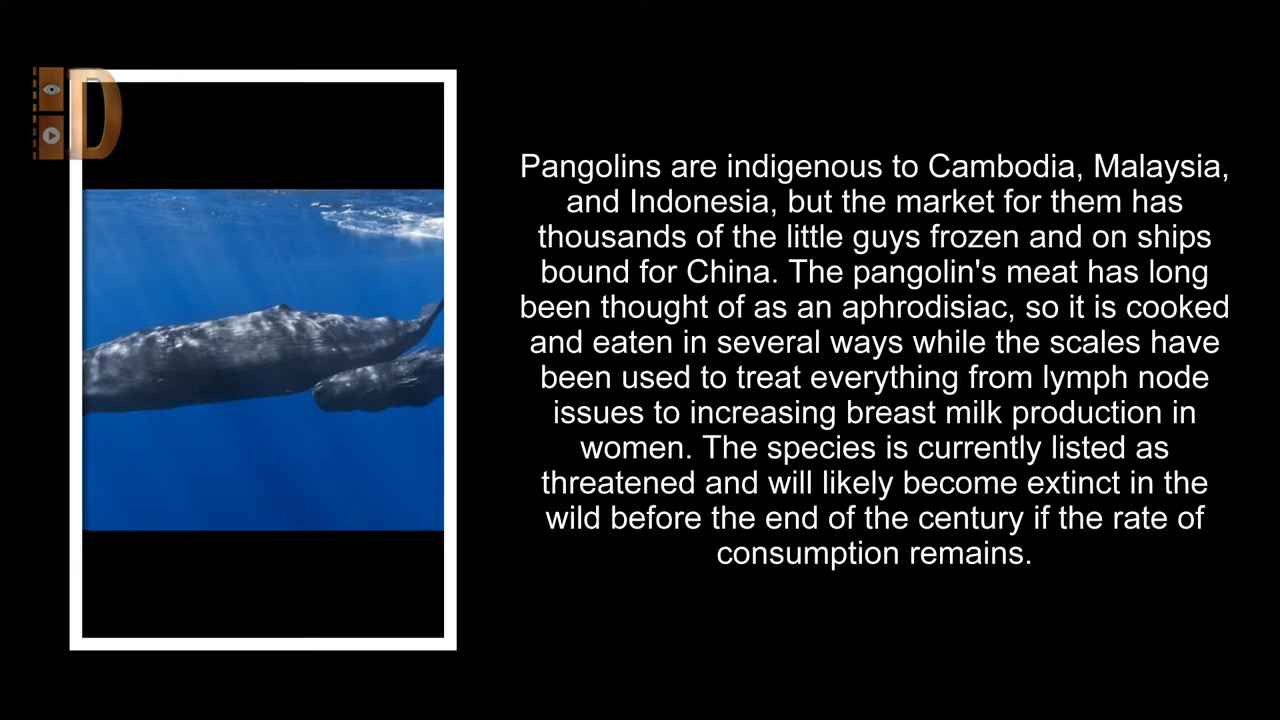 D
Pangolins are indigenous to Cambodia, Malaysia,
and Indonesia, but the market for them has
thousands of the little guys frozen and on ships
bound for China. The pangolin's meat has long
been thought of as an aphrodisiac, so it is cooked
and eaten in several ways while the scales have
been used to treat everything from lymph node
issues to increasing breast milk production in
women. The species is currently listed as
threatened and will likely become extinct in the
wild before the end of the century if the rate of
consumption remains.